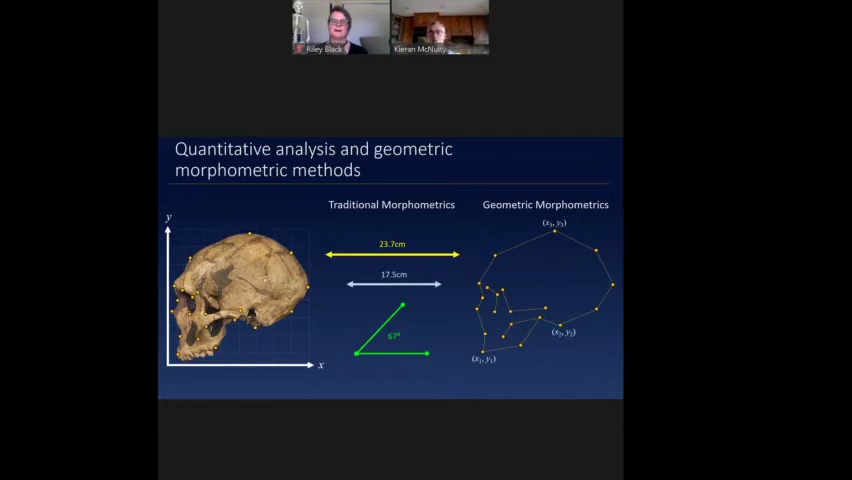 Riley Black
Kieran McNulty
Quantitative analysis and geometric
morphometric methods
Traditional Morphometrics
Geometric Morphometrics
y
(x₃, y₃)
23.7cm
17.5cm
67º
(x₂, y₂)
(x₁, y₁)
x